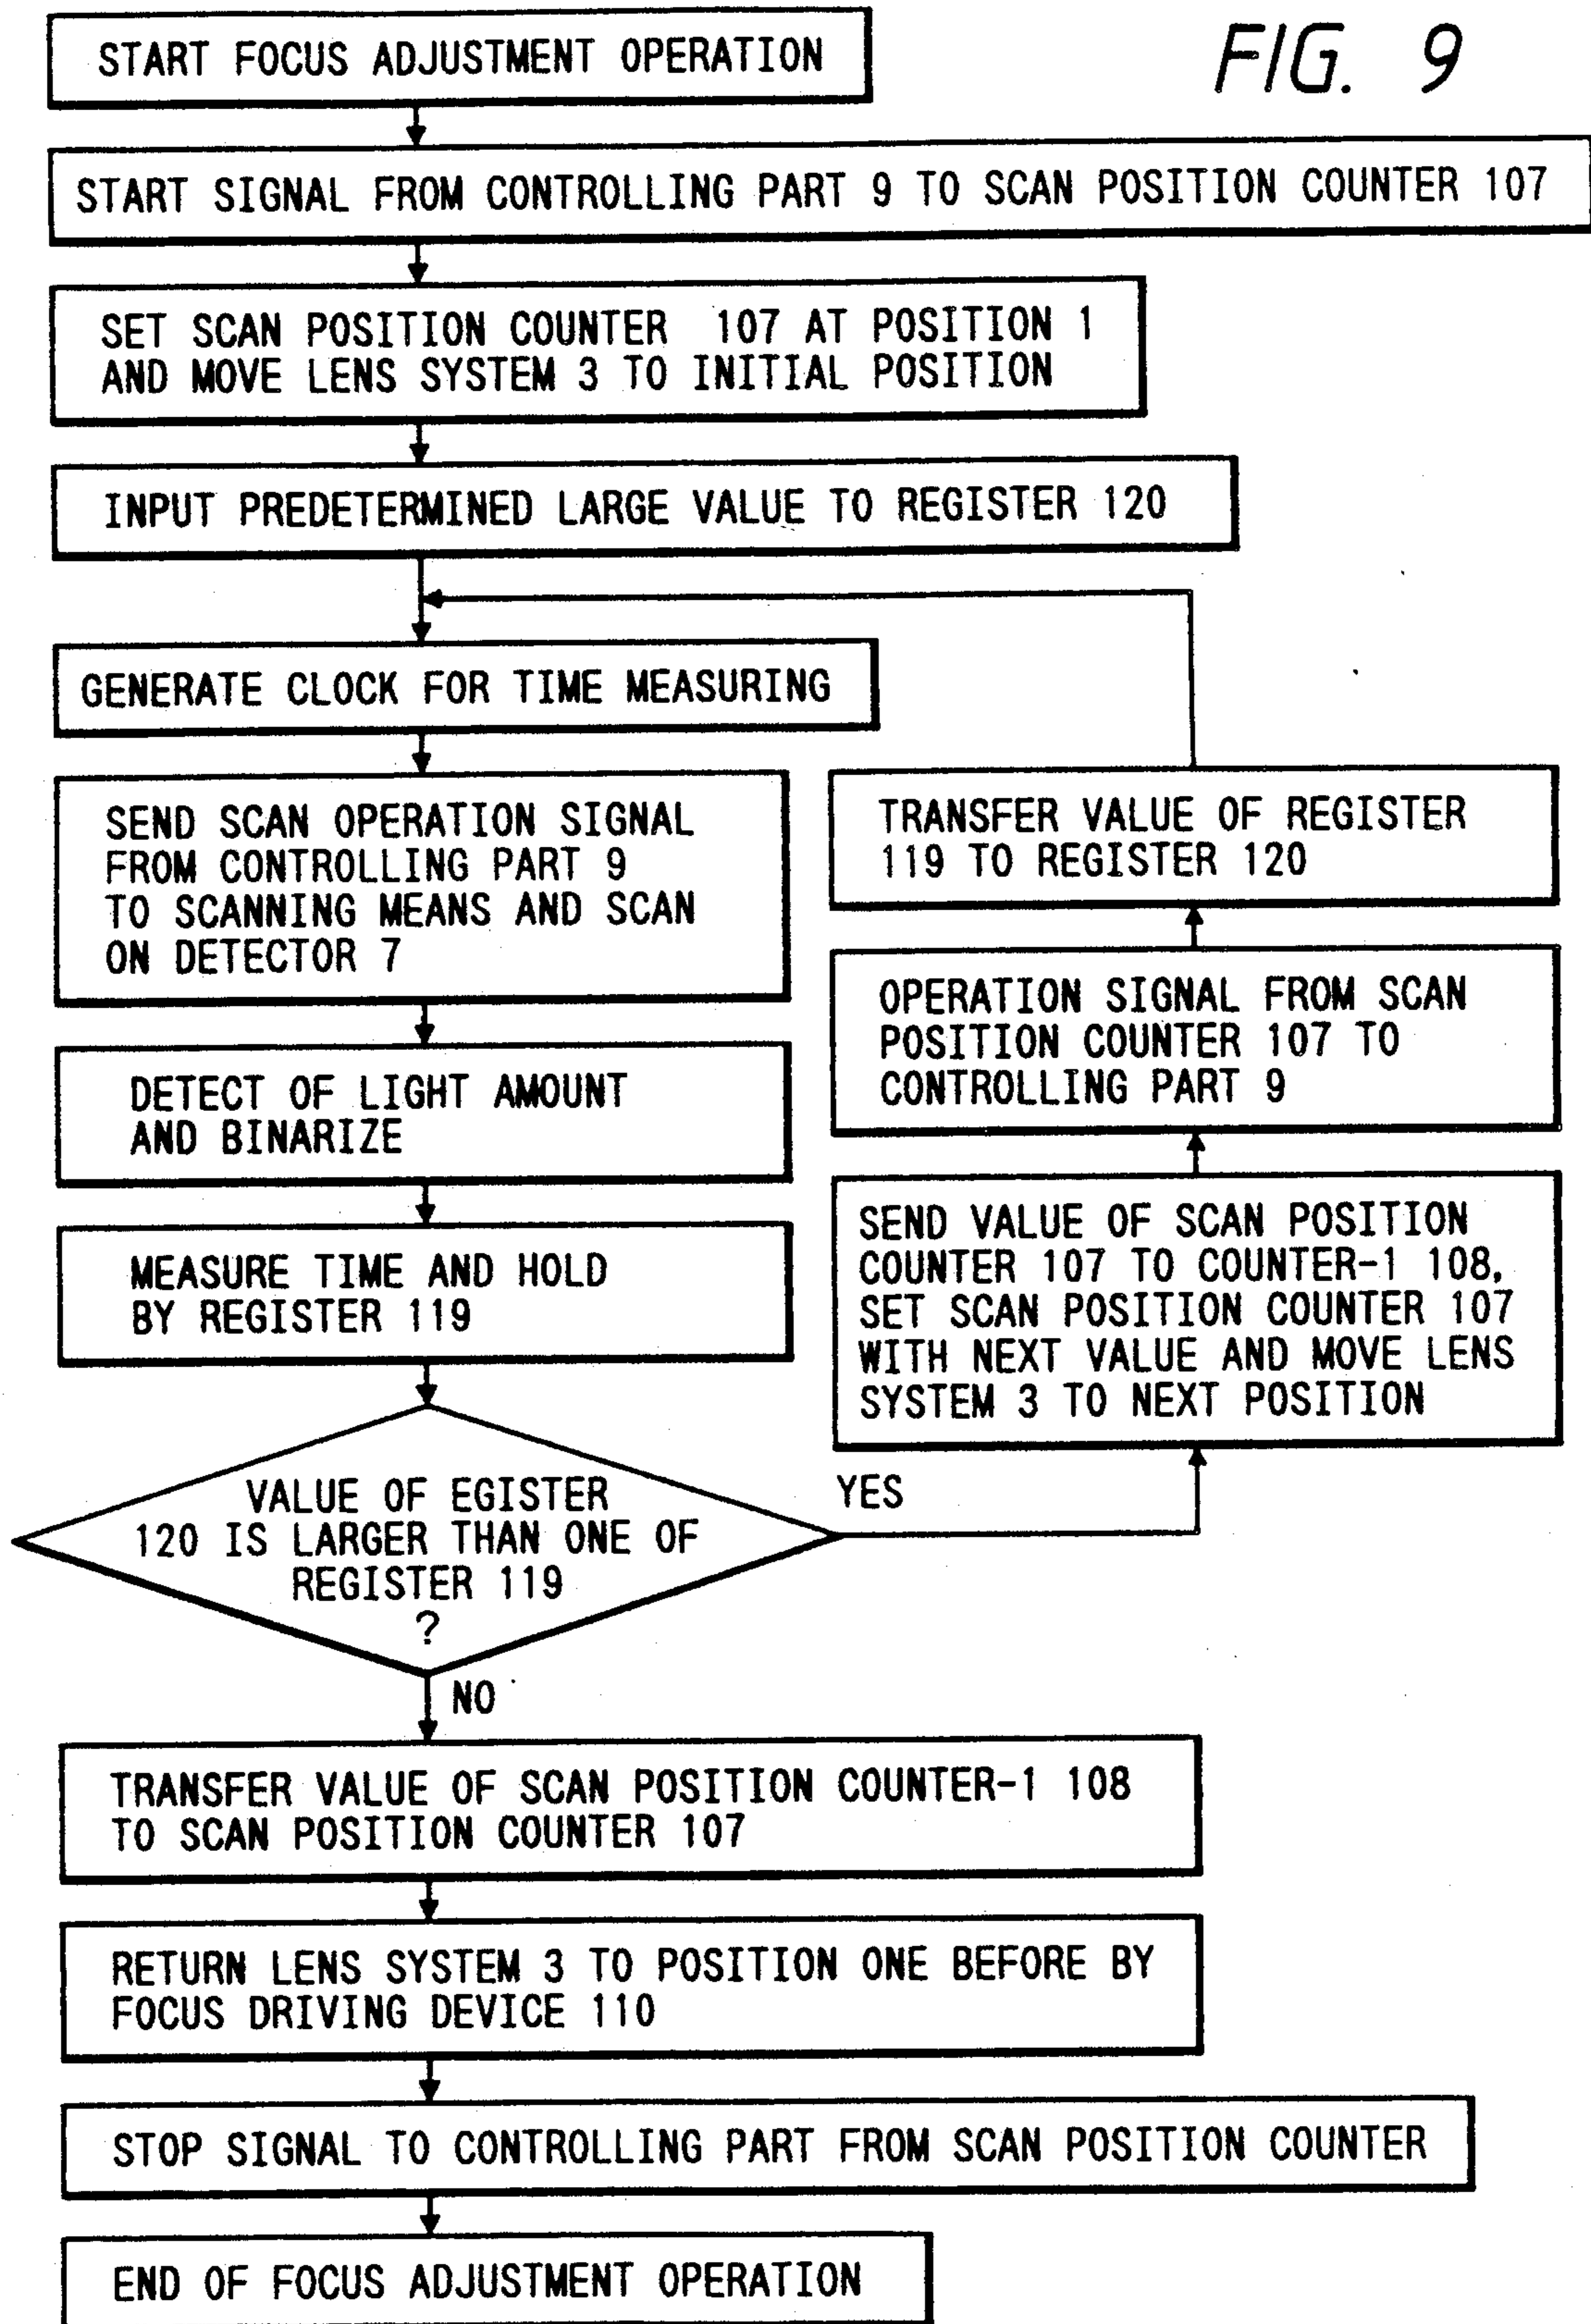 FIG. 9
START FOCUS ADJUSTMENT OPERATION
START SIGNAL FROM CONTROLLING PART 9 TO SCAN POSITION COUNTER 107
SET SCAN POSITION COUNTER 107 AT POSITION 1
AND MOVE LENS SYSTEM 3 TO INITIAL POSITION
INPUT PREDETERMINED LARGE VALUE TO REGISTER 120
GENERATE CLOCK FOR TIME MEASURING
SEND SCAN OPERATION SIGNAL
FROM CONTROLLING PART 9
TO SCANNING MEANS AND SCAN
ON DETECTOR 7
DETECT OF LIGHT AMOUNT
AND BINARIZE
MEASURE TIME AND HOLD
BY REGISTER 119
VALUE OF EGISTER
120 IS LARGER THAN ONE OF
REGISTER 119
?
YES
SEND VALUE OF SCAN POSITION
COUNTER 107 TO COUNTER-1 108,
SET SCAN POSITION COUNTER 107
WITH NEXT VALUE AND MOVE LENS
SYSTEM 3 TO NEXT POSITION
OPERATION SIGNAL FROM SCAN
POSITION COUNTER 107 TO
CONTROLLING PART 9
TRANSFER VALUE OF REGISTER
119 TO REGISTER 120
NO
TRANSFER VALUE OF SCAN POSITION COUNTER-1 108
TO SCAN POSITION COUNTER 107
RETURN LENS SYSTEM 3 TO POSITION ONE BEFORE BY
FOCUS DRIVING DEVICE 110
STOP SIGNAL TO CONTROLLING PART FROM SCAN POSITION COUNTER
END OF FOCUS ADJUSTMENT OPERATION